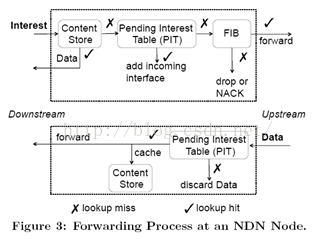 Interest
Content
Store
✗
Pending Interest
Table (PIT)
✗
FIB
✓
forward
Data
✓
✓
add incoming
interface
✗
drop or
NACK
Downstream
Upstream
forward
✓
Pending Interest
Table (PIT)
Data
cache
Content
Store
✗
discard Data
✗ lookup miss
✓ lookup hit
Figure 3: Forwarding Process at an NDN Node.